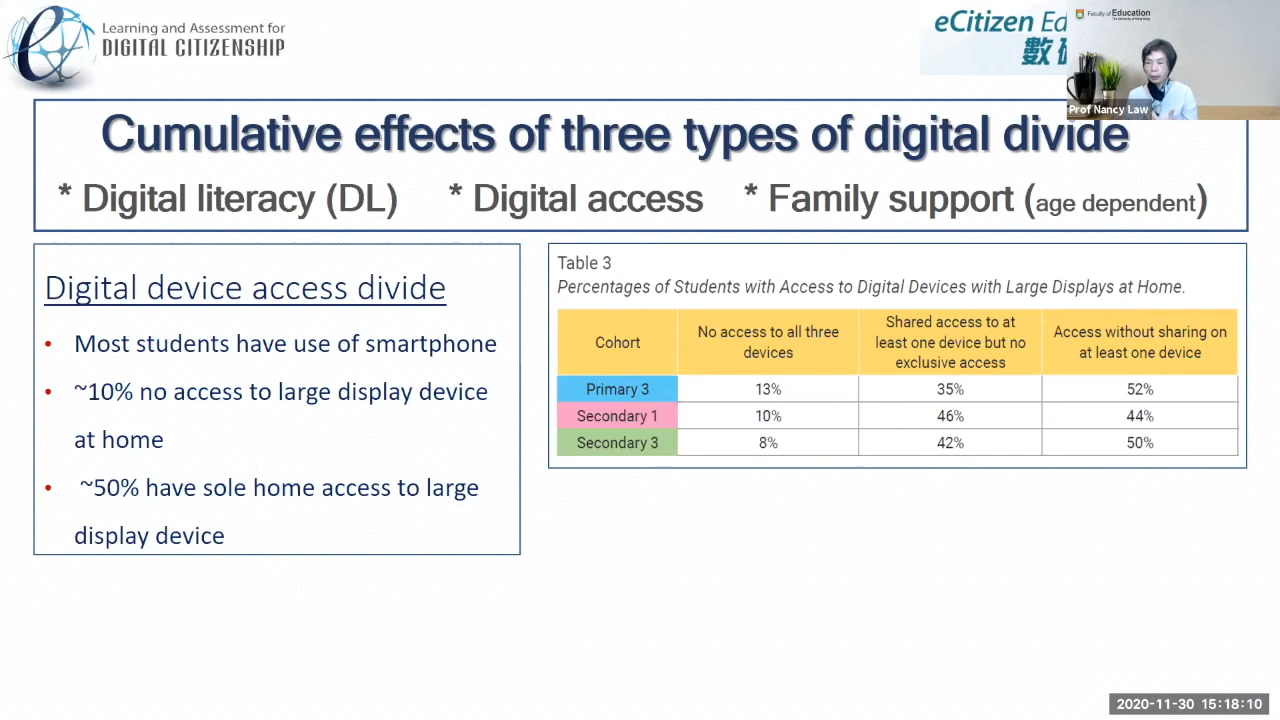 Learning and Assessment for
DIGITAL CITIZENSHIP
eCitizen Ed
數
Faculty of Education
The University of Hong Kong
Prof Nancy Law
Cumulative effects of three types of digital divide
* Digital literacy (DL) * Digital access * Family support (age dependent)
Digital device access divide
• Most students have use of smartphone
• ~10% no access to large display device
at home
• ~50% have sole home access to large
display device
Table 3
Percentages of Students with Access to Digital Devices with Large Displays at Home.
Cohort No access to all three devices Shared access to at least one device but no exclusive access Access without sharing on at least one device
Primary 3 13% 35% 52%
Secondary 1 10% 46% 44%
Secondary 3 8% 42% 50%
2020-11-30 15:18:10